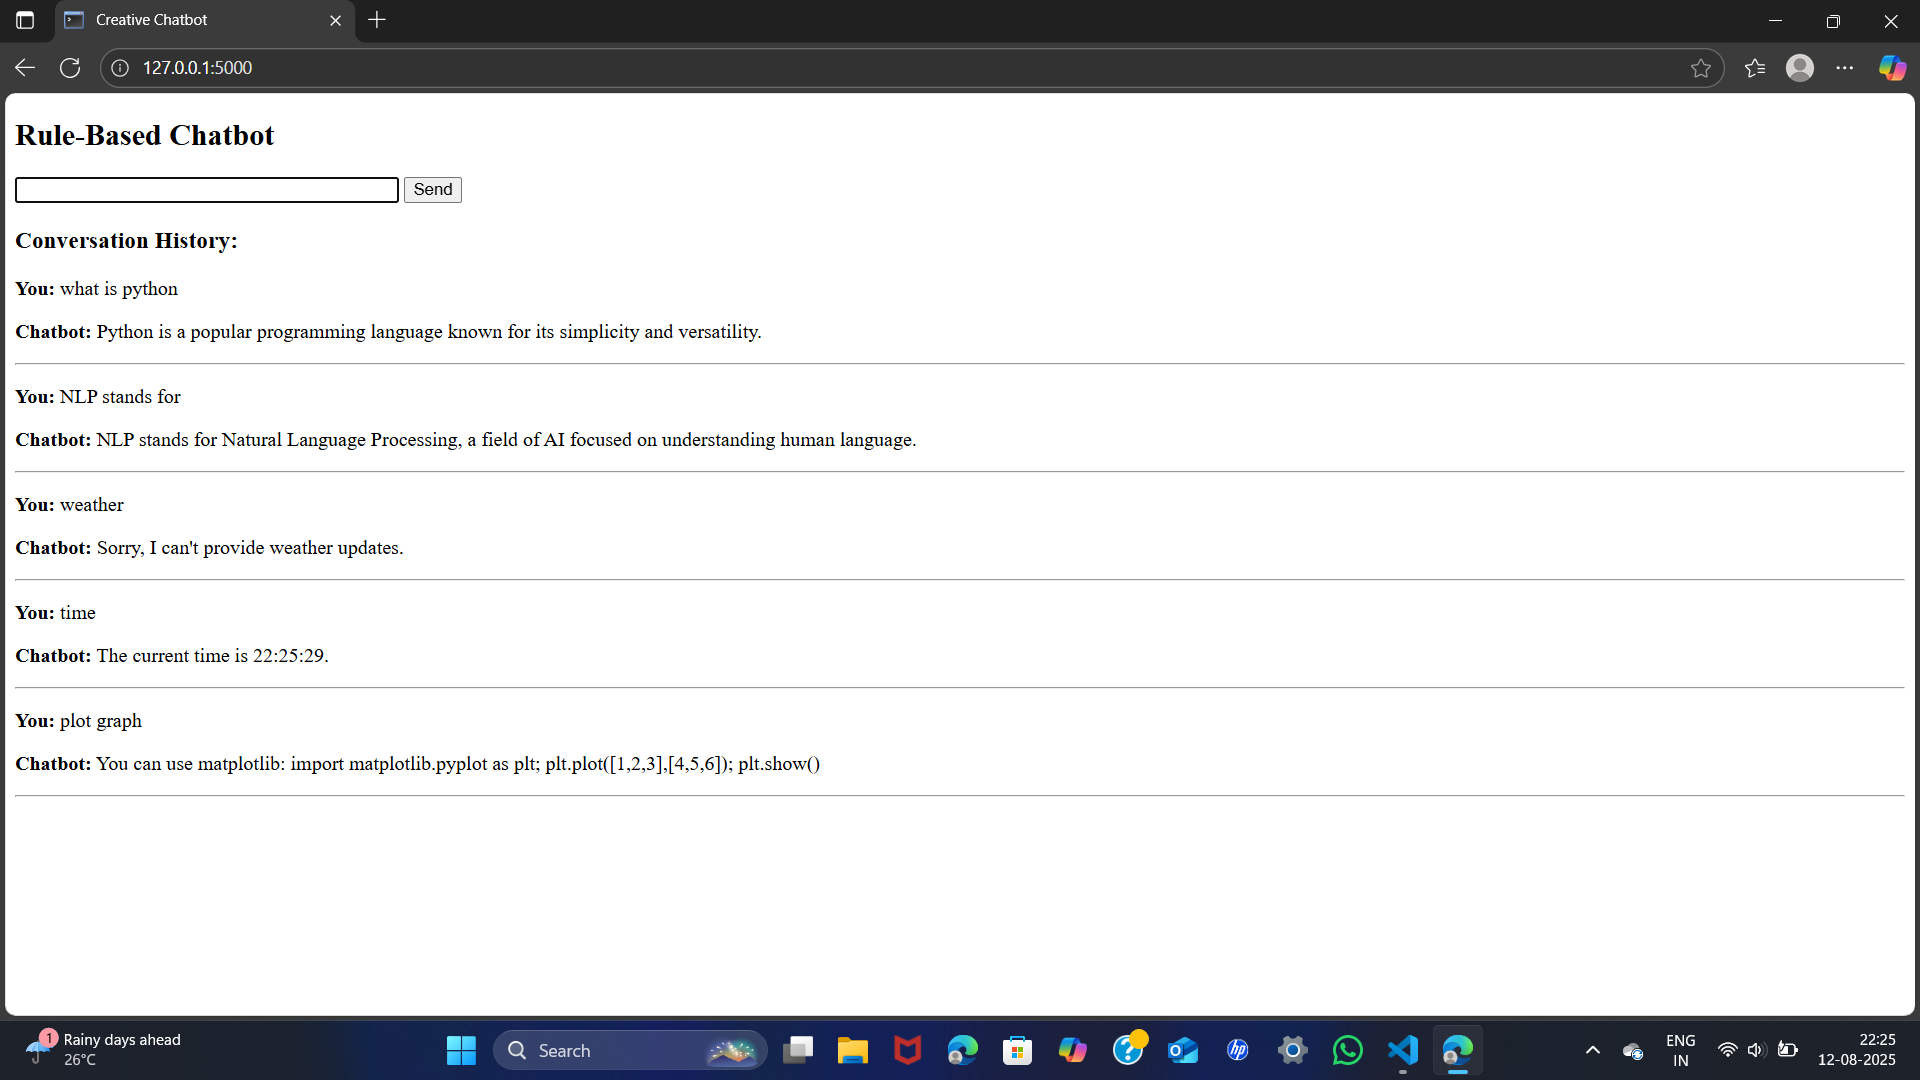 Creative Chatbot
127.0.0.1:5000
Rule-Based Chatbot
Send
Conversation History:
You: what is python
Chatbot: Python is a popular programming language known for its simplicity and versatility.
You: NLP stands for
Chatbot: NLP stands for Natural Language Processing, a field of AI focused on understanding human language.
You: weather
Chatbot: Sorry, I can't provide weather updates.
You: time
Chatbot: The current time is 22:25:29.
You: plot graph
Chatbot: You can use matplotlib: import matplotlib.pyplot as plt; plt.plot([1,2,3],[4,5,6]); plt.show()
1
Rainy days ahead
26°C
Search
hp
ENG
IN
22:25
12-08-2025